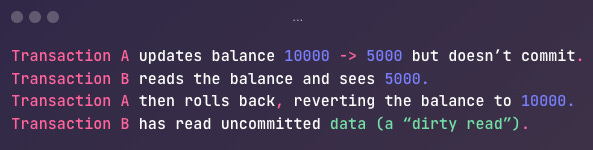 ...
Transaction A updates balance 10000 -> 5000 but doesn’t commit.
Transaction B reads the balance and sees 5000.
Transaction A then rolls back, reverting the balance to 10000.
Transaction B has read uncommitted data (a “dirty read”).